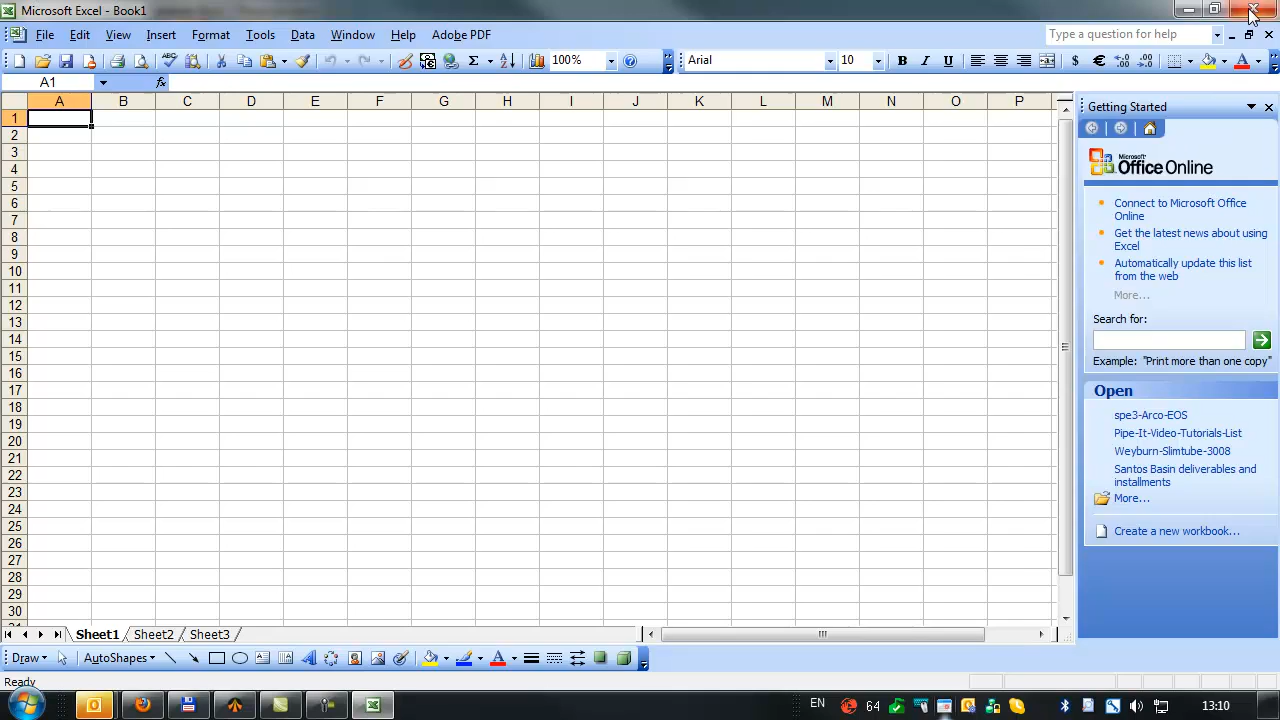 Microsoft Excel - Book1
File Edit View Insert Format Tools Data Window Help Adobe PDF
Type a question for help
100%
Arial
10
B I U
$ €
A1
fx
A B C D E F G H I J K L M N O P
1
2
3
4
5
6
7
8
9
10
11
12
13
14
15
16
17
18
19
20
21
22
23
24
25
26
27
28
29
30
Getting Started
Microsoft
Office Online
Connect to Microsoft Office
Online
Get the latest news about using
Excel
Automatically update this list
from the web
More...
Search for:
Example: "Print more than one copy"
Open
spe3-Arco-EOS
Pipe-It-Video-Tutorials-List
Weyburn-Slimtube-3008
Santos Basin deliverables and
installments
More...
Create a new workbook...
Sheet1 Sheet2 Sheet3
Draw AutoShapes
Ready
EN
64
13:10